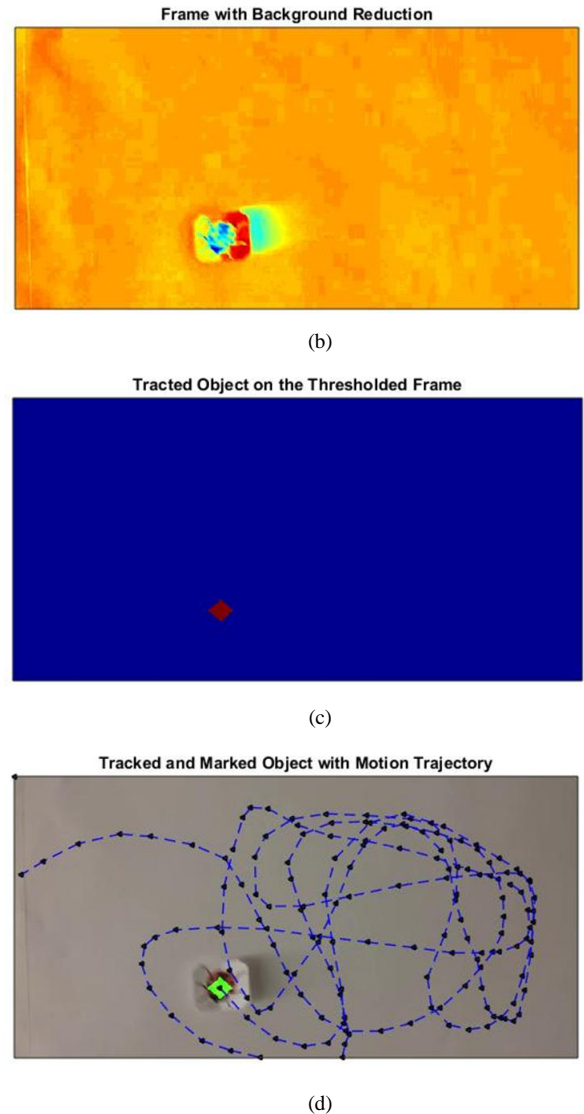 Frame with Background Reduction
(b)
Tracted Object on the Thresholded Frame
(c)
Tracked and Marked Object with Motion Trajectory
(d)